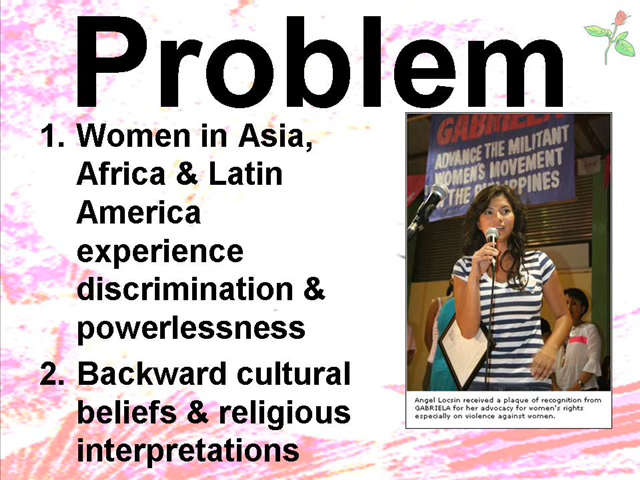 Problem
1. Women in Asia,
Africa & Latin
America
experience
discrimination &
powerlessness
2. Backward cultural
beliefs & religious
interpretations
GABRIELA
ADVANCE THE MILITANT
WOMEN'S MOVEMENT
IN THE PHILIPPINES
Angel Locsin received a plaque of recognition from
GABRIELA for her advocacy for women's rights
especially on violence against women.